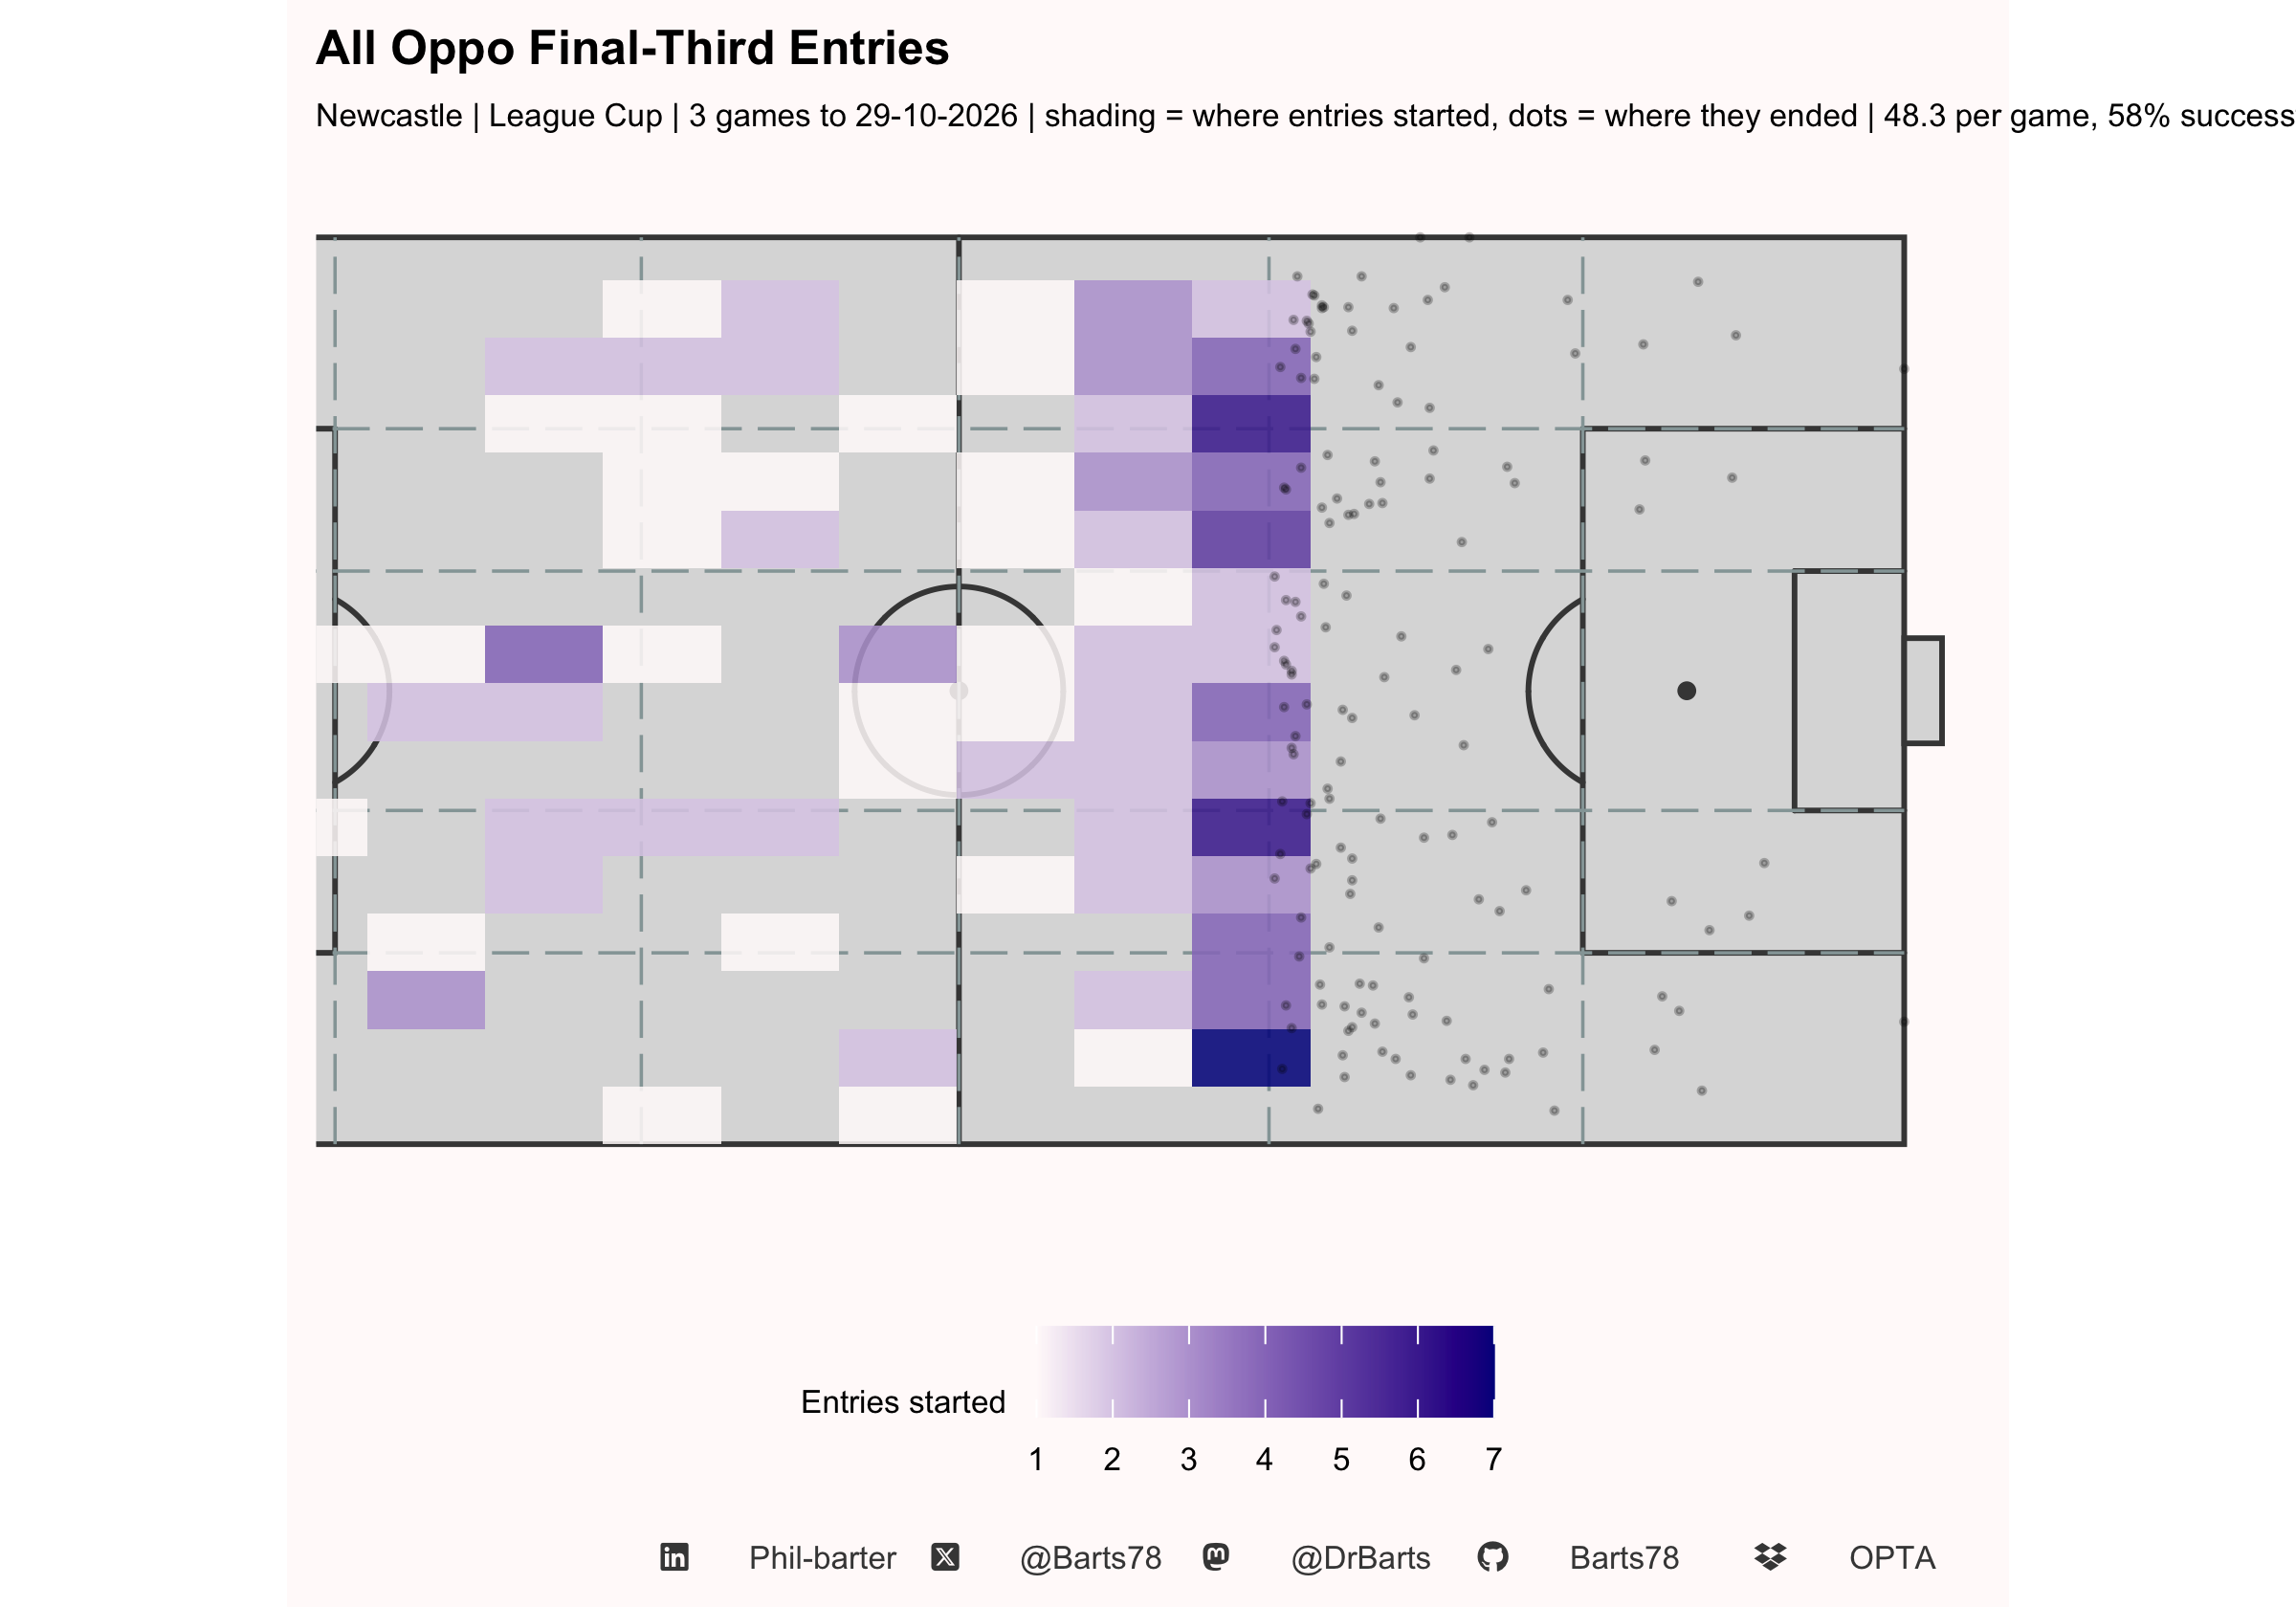 All Oppo Final-Third Entries
Newcastle | League Cup | 3 games to 29-10-2026 | shading = where entries started, dots = where they ended | 48.3 per game, 58% success
Entries started
1 2 3 4 5 6 7
Phil-barter @Barts78 @DrBarts Barts78 OPTA